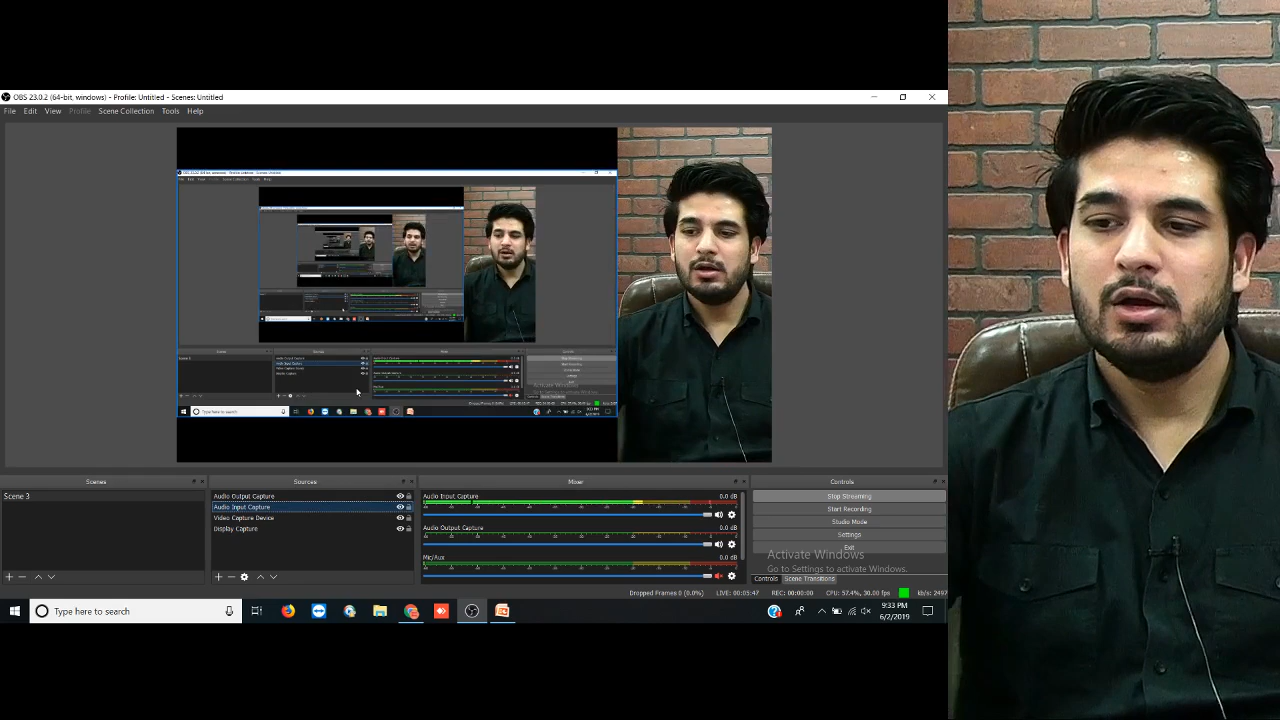 OBS 23.0.2 (64-bit, windows) - Profile: Untitled - Scenes: Untitled
File Edit View Profile Scene Collection Tools Help
Scenes
Sources
Mixer
Controls
Scene 3
Audio Output Capture
Audio Input Capture
Video Capture Device
Display Capture
Audio Input Capture 0.0 dB
Audio Output Capture 0.0 dB
Mic/Aux 0.0 dB
Stop Streaming
Start Recording
Studio Mode
Settings
Exit
Activate Windows
Go to Settings to activate Windows.
Controls Scene Transitions
Dropped Frames 0 (0.0%) LIVE: 00:05:47 REC: 00:00:00 CPU: 57.4%, 30.00 fps kb/s: 2497
Type here to search
9:33 PM
6/2/2019